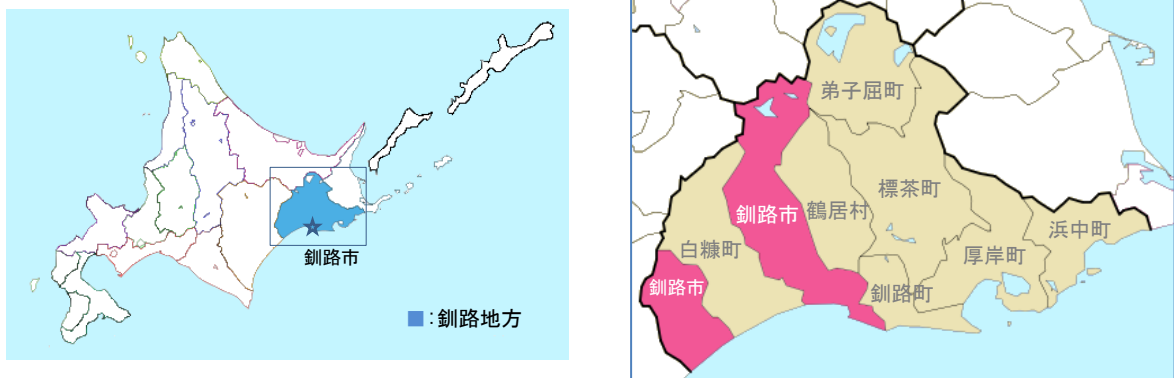 釧路市
■：釧路地方
弟子屈町
標茶町
釧路市
鶴居村
浜中町
白糠町
厚岸町
釧路市
釧路町